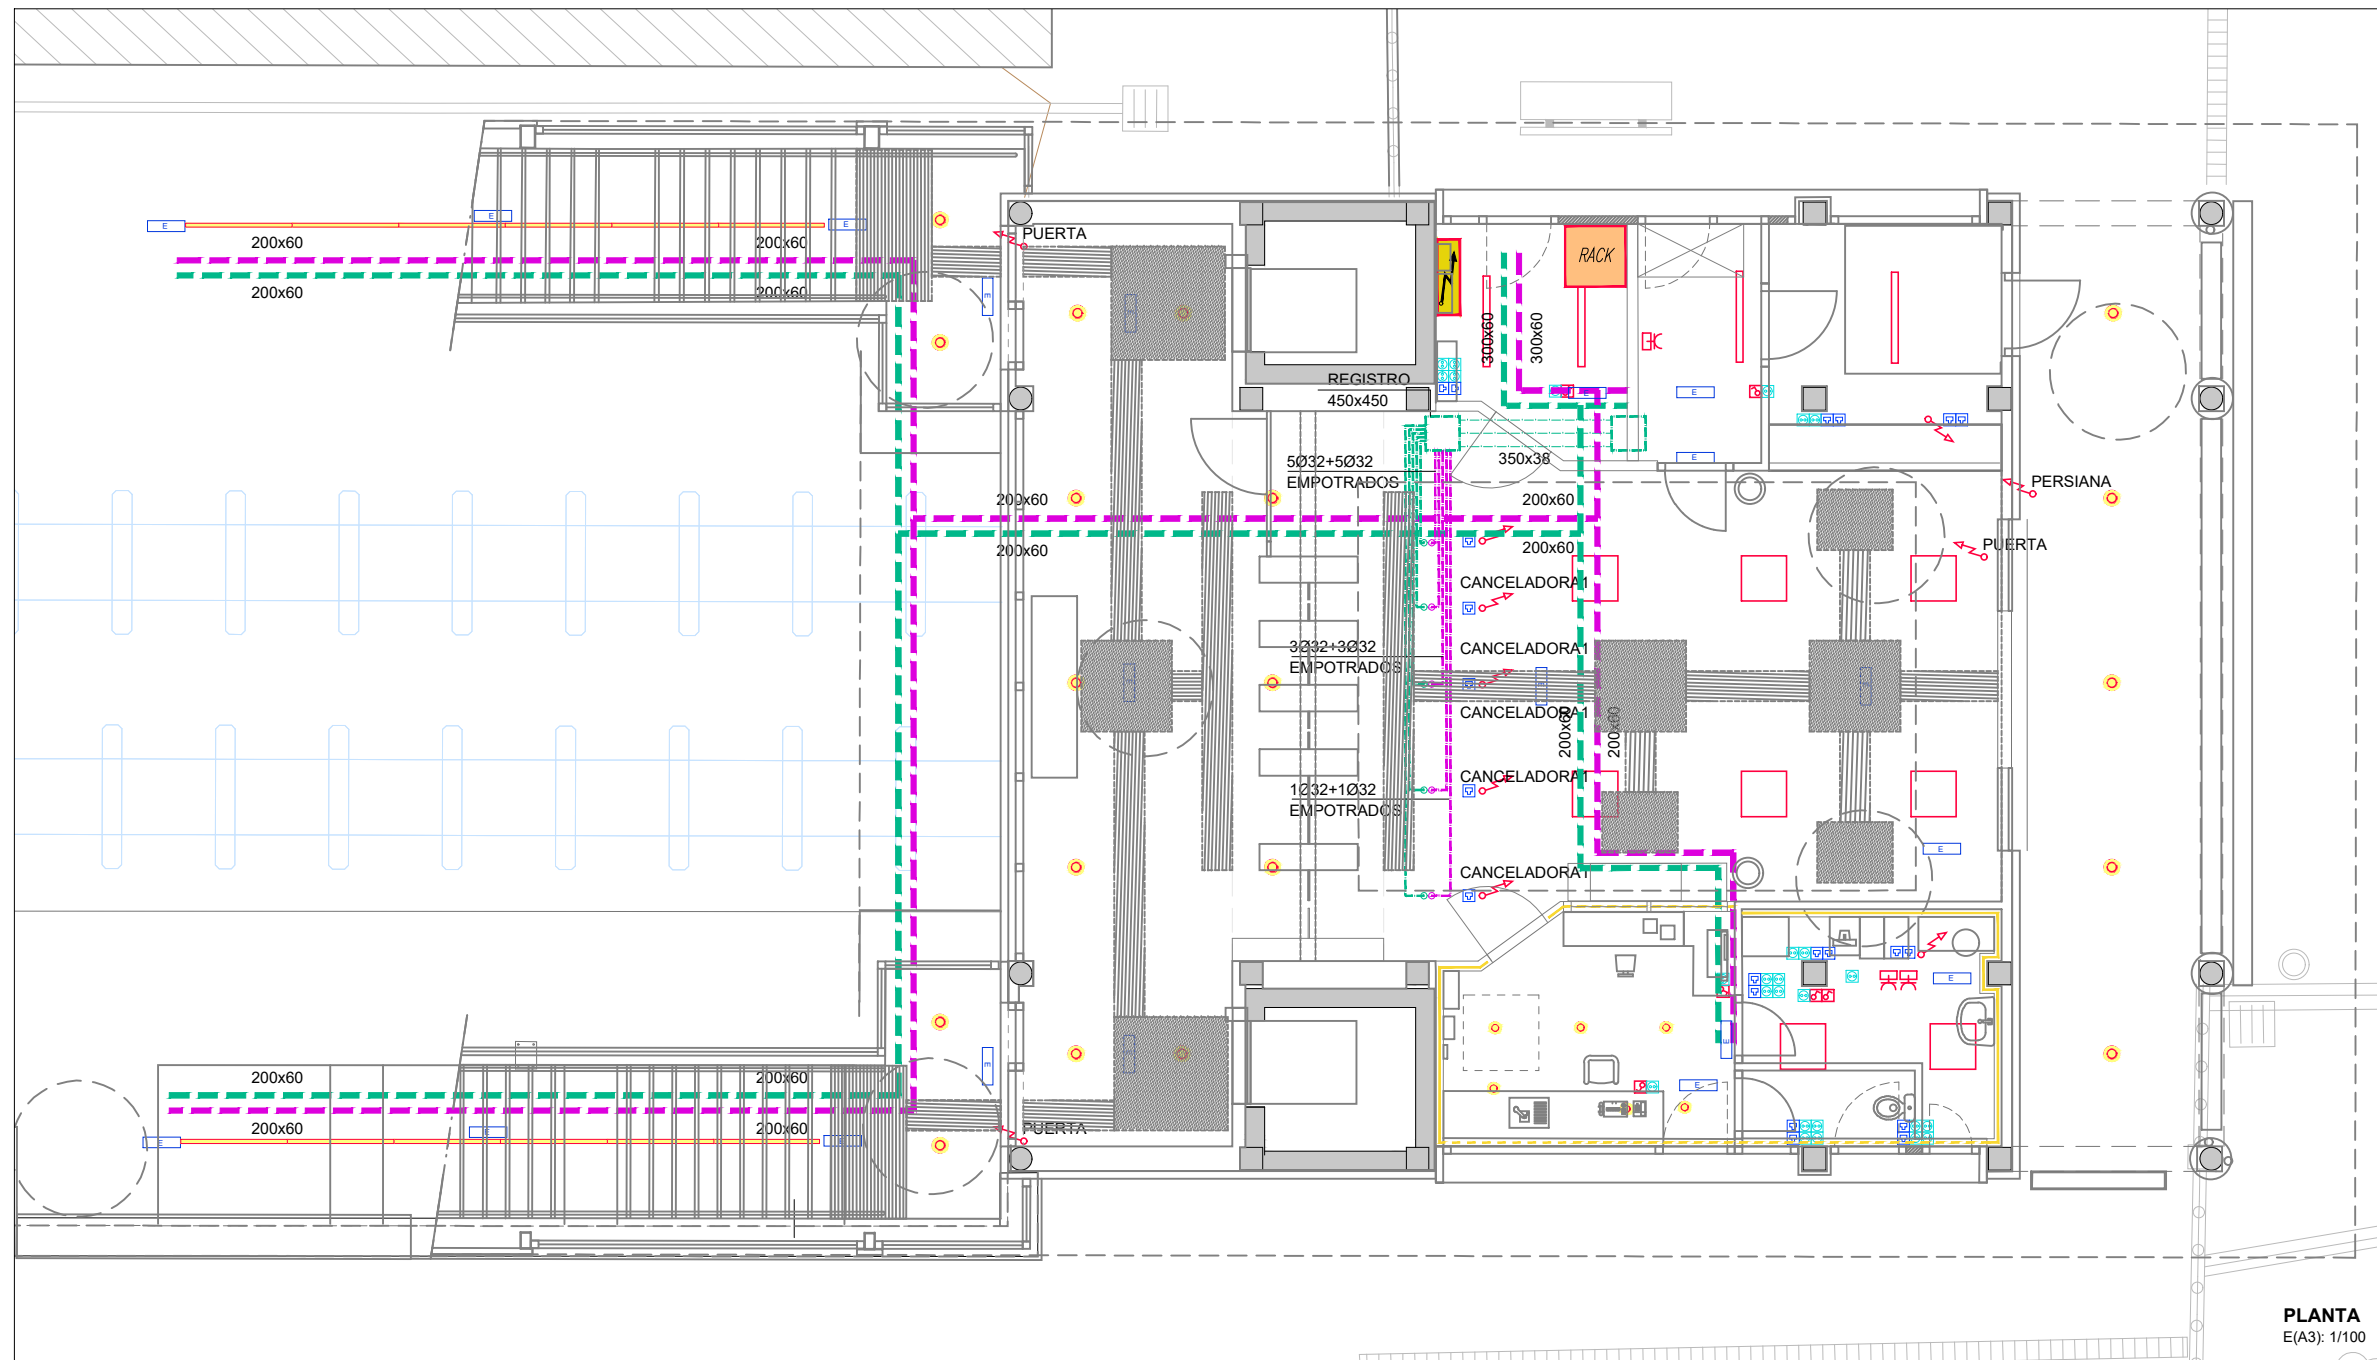 E
E
E
200x60
200x60
200x60
200x60
PUERTA
E
E
RACK
300x60
300x60
REGISTRO
450x450
E
E
E
350x38
5Ø32+5Ø32
EMPOTRADOS
200x60
200x60
200x60
200x60
PERSIANA
PUERTA
CANCELADORA1
CANCELADORA1
3Ø32+3Ø32
EMPOTRADOS
E
E
E
CANCELADORA1
200x60
200x60
CANCELADORA1
1Ø32+1Ø32
EMPOTRADOS
E
CANCELADORA1
E
E
E
E
E
200x60
200x60
200x60
200x60
E
E
E
PUERTA
PLANTA
E(A3): 1/100